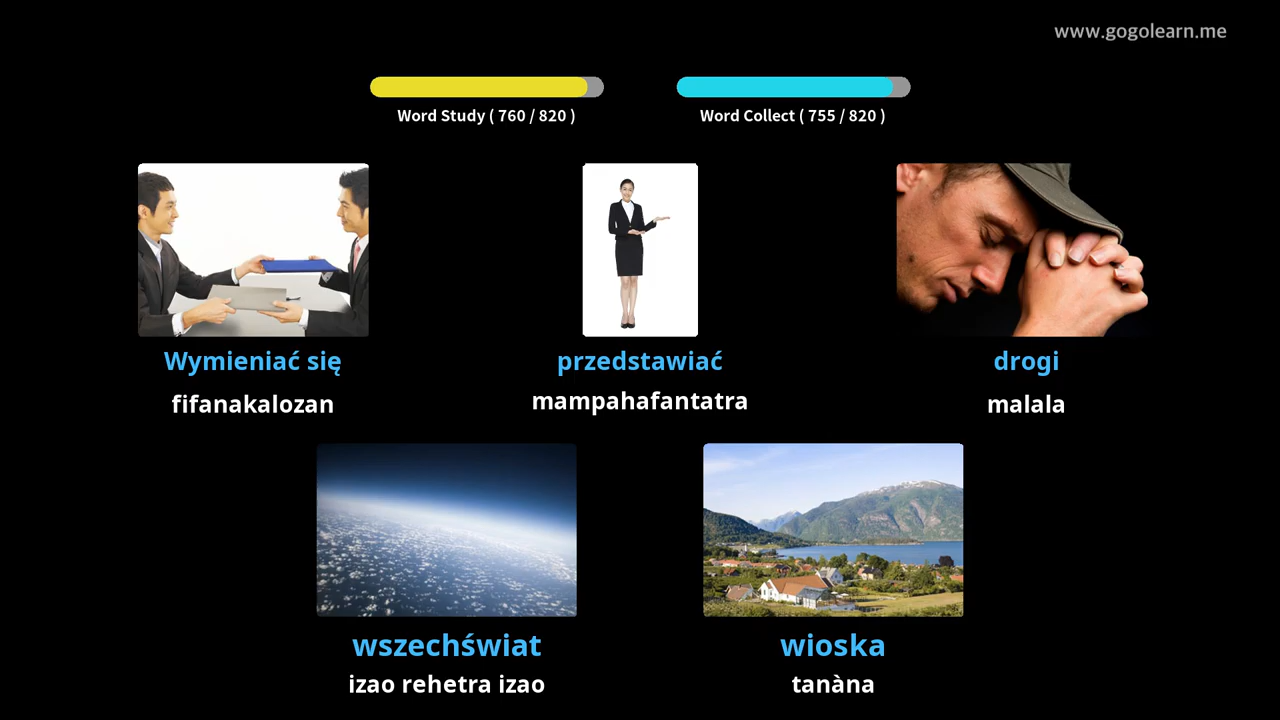 www.gogolearn.me
Word Study ( 760 / 820 )
Word Collect ( 755 / 820 )
Wymieniać się
fifanakalozan
przedstawiać
mampahafantatra
drogi
malala
wszechświat
izao rehetra izao
wioska
tanàna